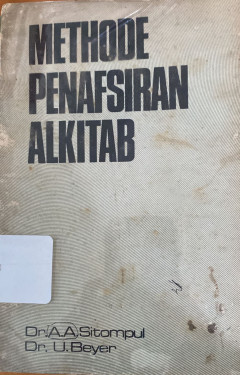 METHODE
PENAFSIRAN
ALKITAB
Dr. A.A. Sitompul
Dr. U. Beyer